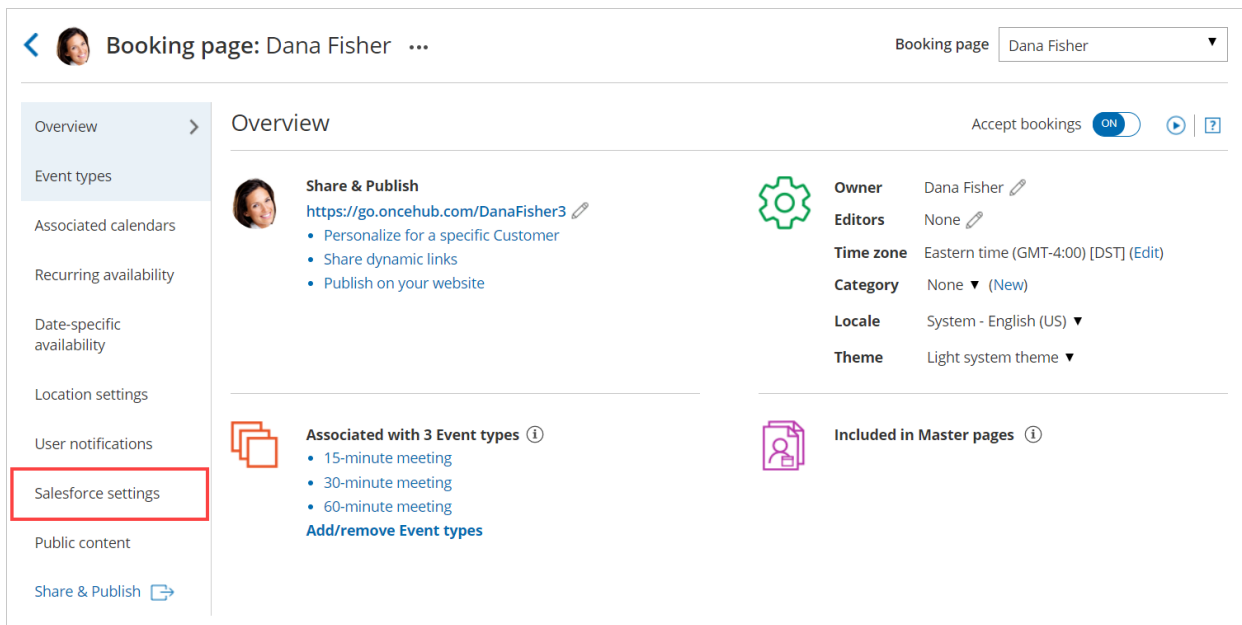 Booking page: Dana Fisher ...
Booking page Dana Fisher
Overview
Event types
Associated calendars
Recurring availability
Date-specific
availability
Location settings
User notifications
Salesforce settings
Public content
Share & Publish
Overview
Accept bookings ON
?
Share & Publish
https://go.oncehub.com/DanaFisher3
• Personalize for a specific Customer
• Share dynamic links
• Publish on your website
Owner Dana Fisher
Editors None
Time zone Eastern time (GMT-4:00) [DST] (Edit)
Category None ▼ (New)
Locale System - English (US) ▼
Theme Light system theme ▼
Associated with 3 Event types i
• 15-minute meeting
• 30-minute meeting
• 60-minute meeting
Add/remove Event types
Included in Master pages i